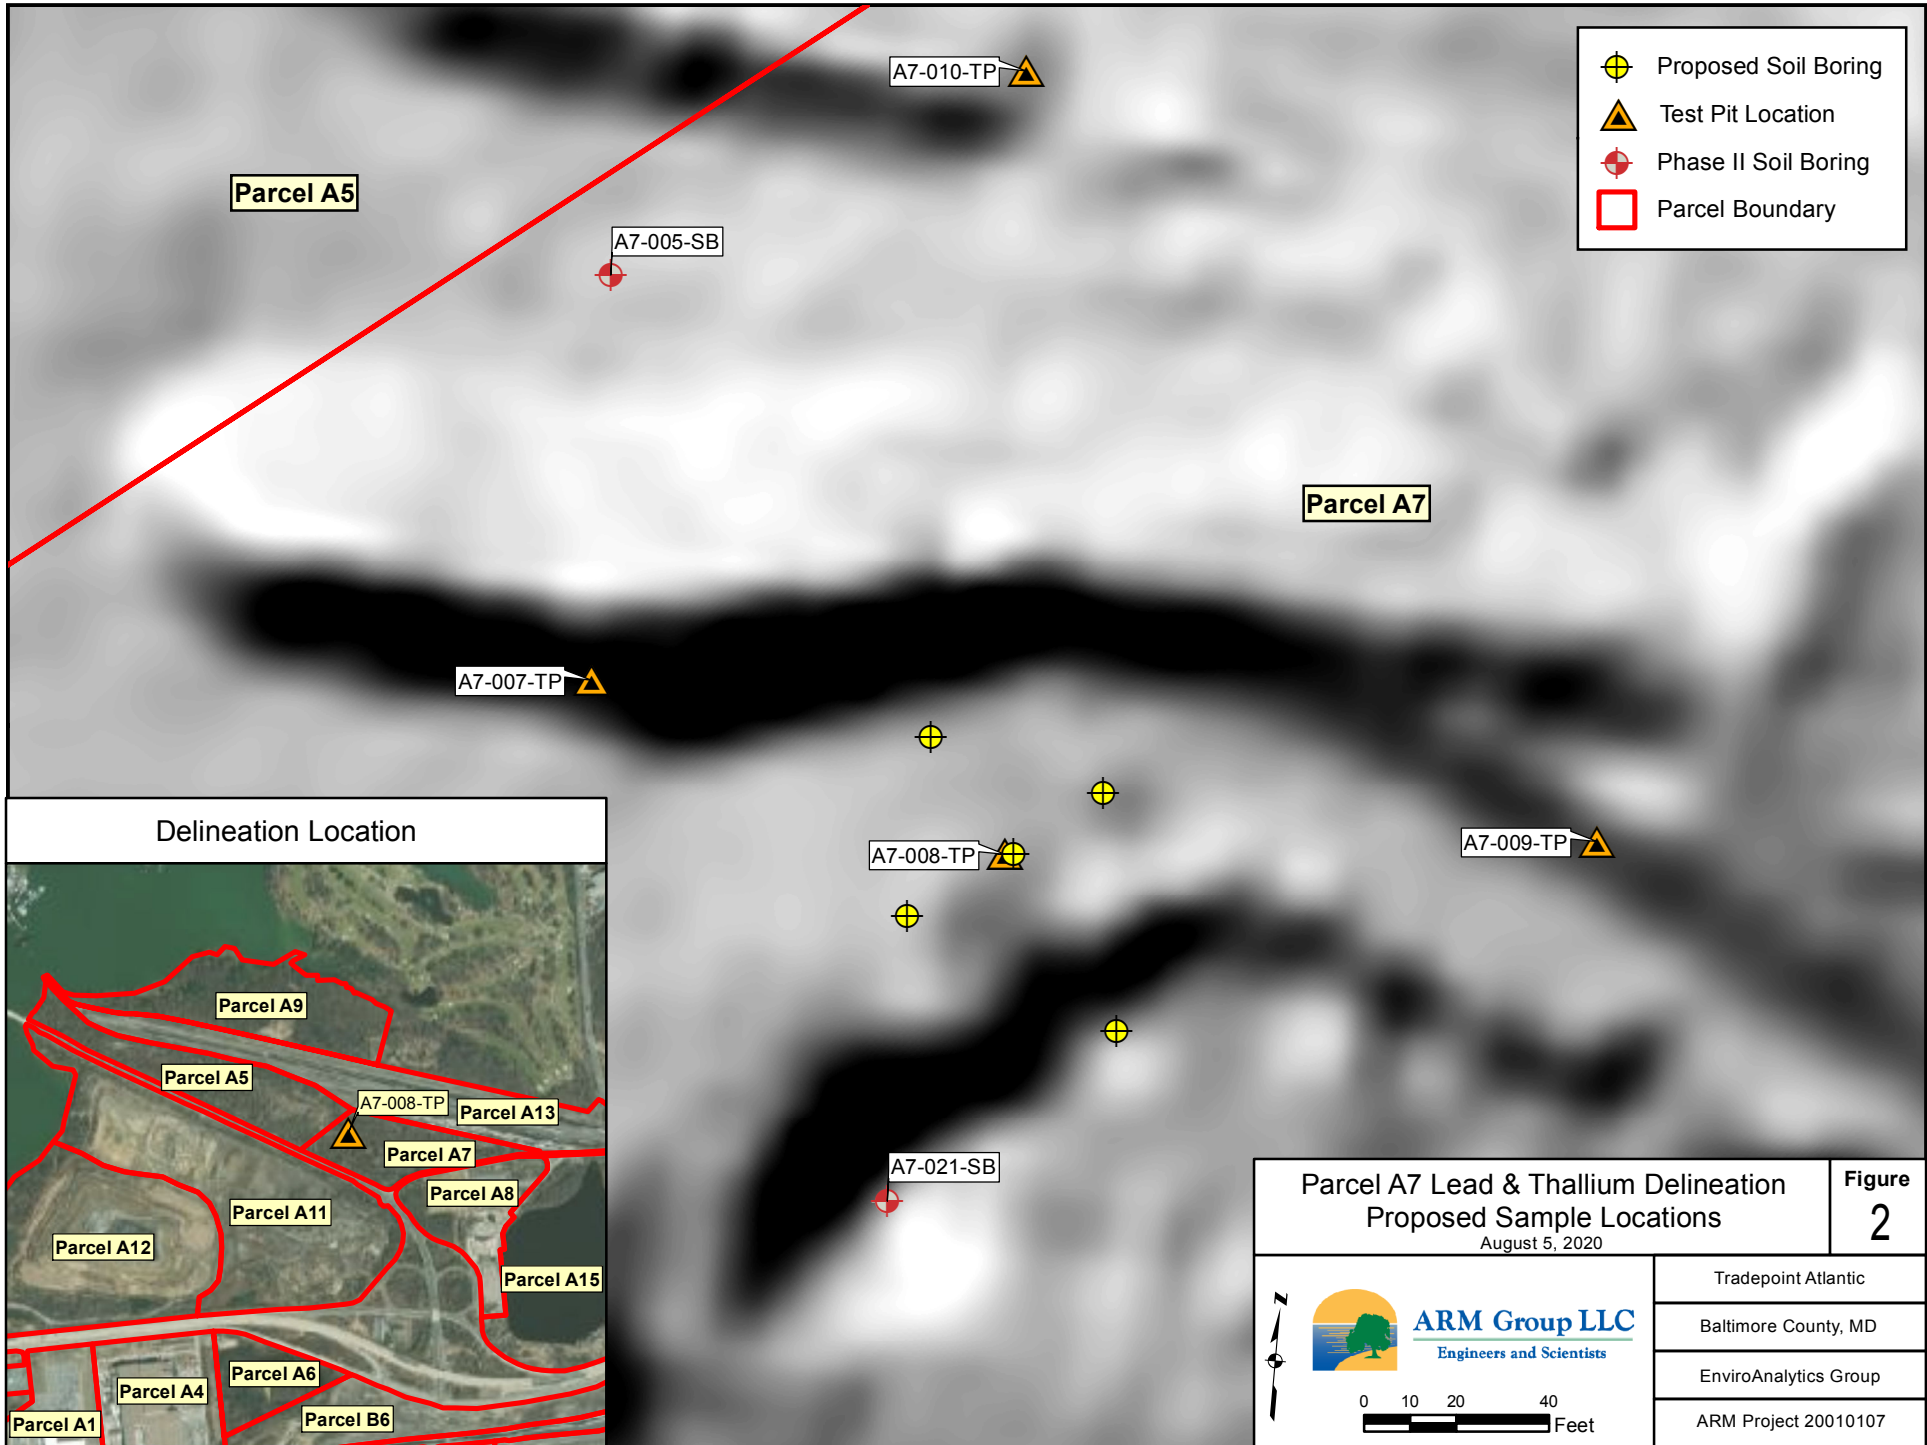 A7-010-TP
Proposed Soil Boring
Test Pit Location
Phase II Soil Boring
Parcel Boundary
Parcel A5
A7-005-SB
Parcel A7
A7-007-TP
A7-008-TP
A7-009-TP
A7-021-SB
Delineation Location
Parcel A9
Parcel A5
A7-008-TP
Parcel A13
Parcel A7
Parcel A8
Parcel A11
Parcel A12
Parcel A15
Parcel A6
Parcel A4
Parcel B6
Parcel A1
Parcel A7 Lead & Thallium Delineation
Proposed Sample Locations
August 5, 2020
Figure
2
N
ARM Group LLC
Engineers and Scientists
0 10 20 40
Feet
Tradepoint Atlantic
Baltimore County, MD
EnviroAnalytics Group
ARM Project 20010107